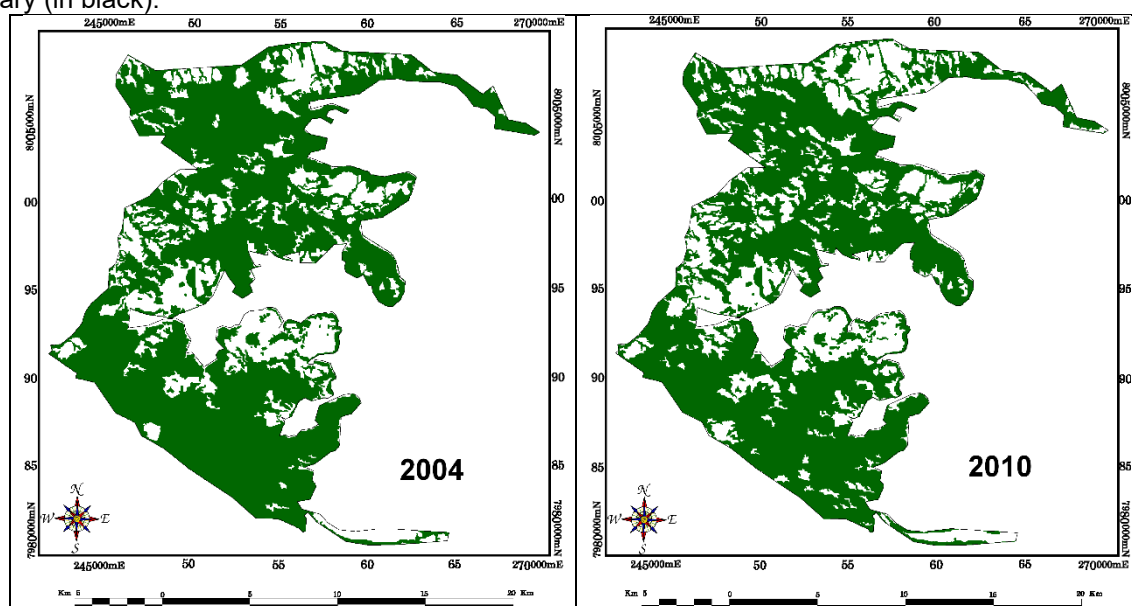 ary (in black).
245000mE 50 55 60 65 270000mE
8005000mN 8005000mN
00 00
95 95
90 90
85 85
2004
N
W E
S
7980000mN 7980000mN
245000mE 50 55 60 65 270000mE
Km 5 0 5 10 15 20 Km
245000mE 50 55 60 65 270000mE
8005000mN 8005000mN
00 00
95 95
90 90
85 85
2010
N
W E
S
7980000mN 7980000mN
245000mE 50 55 60 65 270000mE
Km 5 0 5 10 15 20 Km